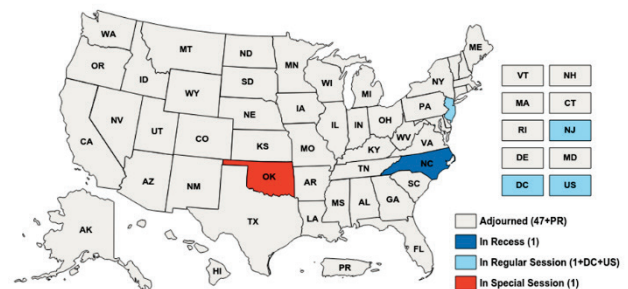 WA
MT
ND
MN
ME
OR
ID
SD
WI
NY
WY
MI
IA
PA
NE
NV
UT
IL
IN
OH
CO
WV
CA
KS
MO
VA
KY
NC
TN
AZ
NM
OK
AR
SC
MS
AL
GA
TX
LA
AK
FL
HI
PR
VT
NH
MA
CT
RI
NJ
DE
MD
DC
US
Adjourned (47+PR)
In Recess (1)
In Regular Session (1+DC+US)
In Special Session (1)